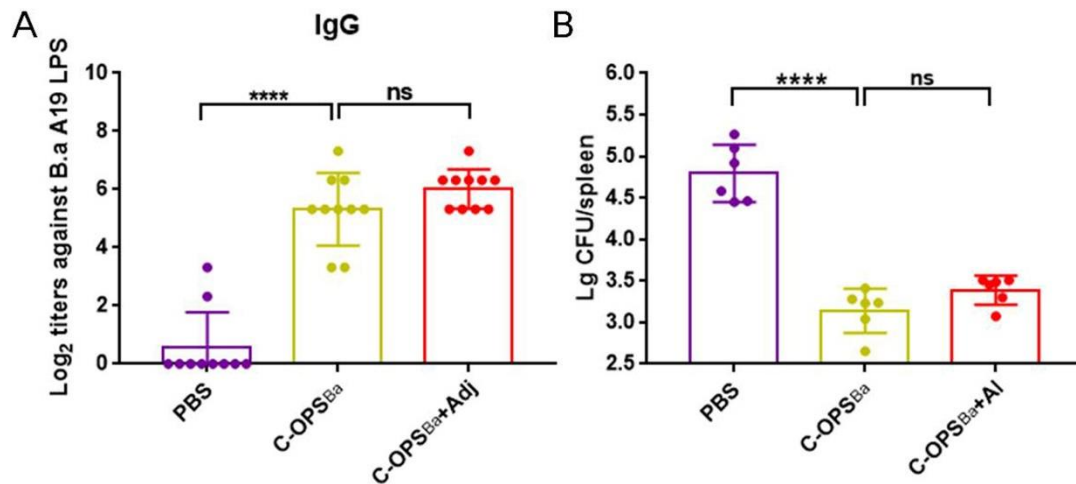 A
IgG
Log₂ titers against B.a A19 LPS
10
8
6
4
2
0
****
ns
PBS
C-OPSBa
C-OPSBa+Adj
B
Lg CFU/spleen
6.0
5.5
5.0
4.5
4.0
3.5
3.0
2.5
****
ns
PBS
C-OPSBa
C-OPSBa+Al